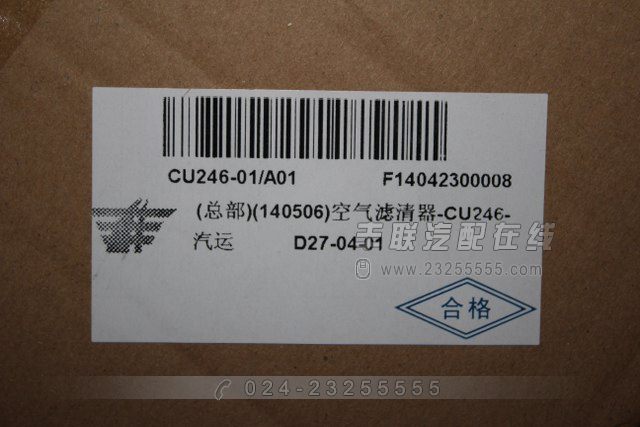 CU246-01/A01 F14042300008
(总部)(140506)空气滤清器-CU246-
汽运 D27-04-01
天联汽配在线
www.23255555.com
合格
024-23255555